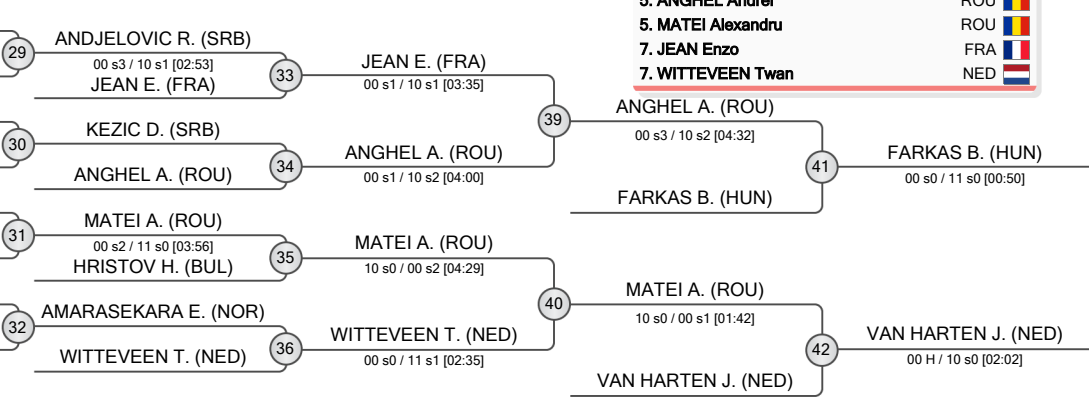 5. ANGHEL Andrei ROU
5. MATEI Alexandru ROU
7. JEAN Enzo FRA
7. WITTEVEEN Twan NED
29
ANDJELOVIC R. (SRB)
00 s3 / 10 s1 [02:53]
JEAN E. (FRA)
33
JEAN E. (FRA)
00 s1 / 10 s1 [03:35]
30
KEZIC D. (SRB)
ANGHEL A. (ROU)
34
ANGHEL A. (ROU)
00 s1 / 10 s2 [04:00]
39
ANGHEL A. (ROU)
00 s3 / 10 s2 [04:32]
FARKAS B. (HUN)
41
FARKAS B. (HUN)
00 s0 / 11 s0 [00:50]
31
MATEI A. (ROU)
00 s2 / 11 s0 [03:56]
HRISTOV H. (BUL)
35
MATEI A. (ROU)
10 s0 / 00 s2 [04:29]
32
AMARASEKARA E. (NOR)
WITTEVEEN T. (NED)
36
WITTEVEEN T. (NED)
00 s0 / 11 s1 [02:35]
40
MATEI A. (ROU)
10 s0 / 00 s1 [01:42]
VAN HARTEN J. (NED)
42
VAN HARTEN J. (NED)
00 H / 10 s0 [02:02]